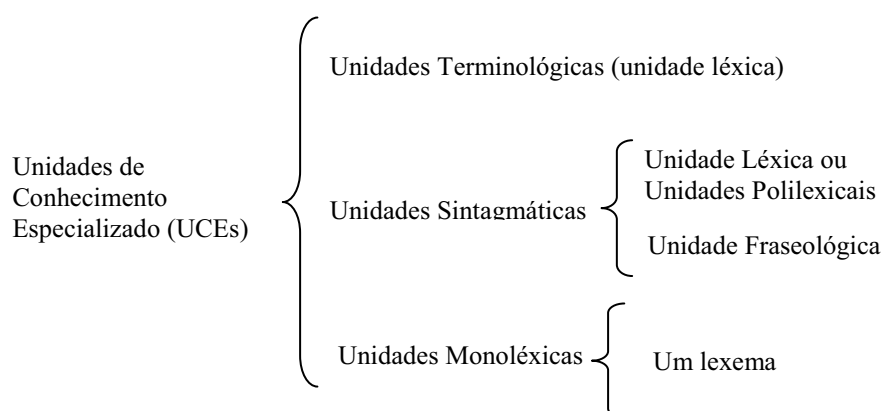 Unidades Terminológicas (unidade léxica)
Unidades de
Conhecimento
Especializado (UCEs)
Unidades Sintagmáticas
Unidade Léxica ou
Unidades Polilexicais
Unidade Fraseológica
Unidades Monoléxicas
Um lexema